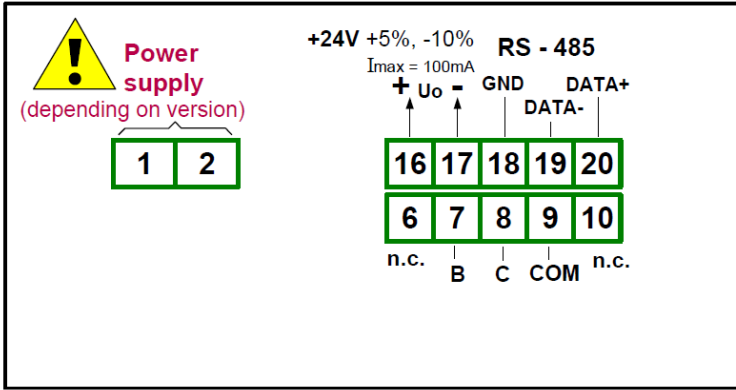 !
Power
supply
(depending on version)
1 2
+24V +5%, -10%
Imax = 100mA
+ Uo -
RS - 485
GND DATA+
DATA-
16 17 18 19 20
6 7 8 9 10
n.c. B C COM n.c.